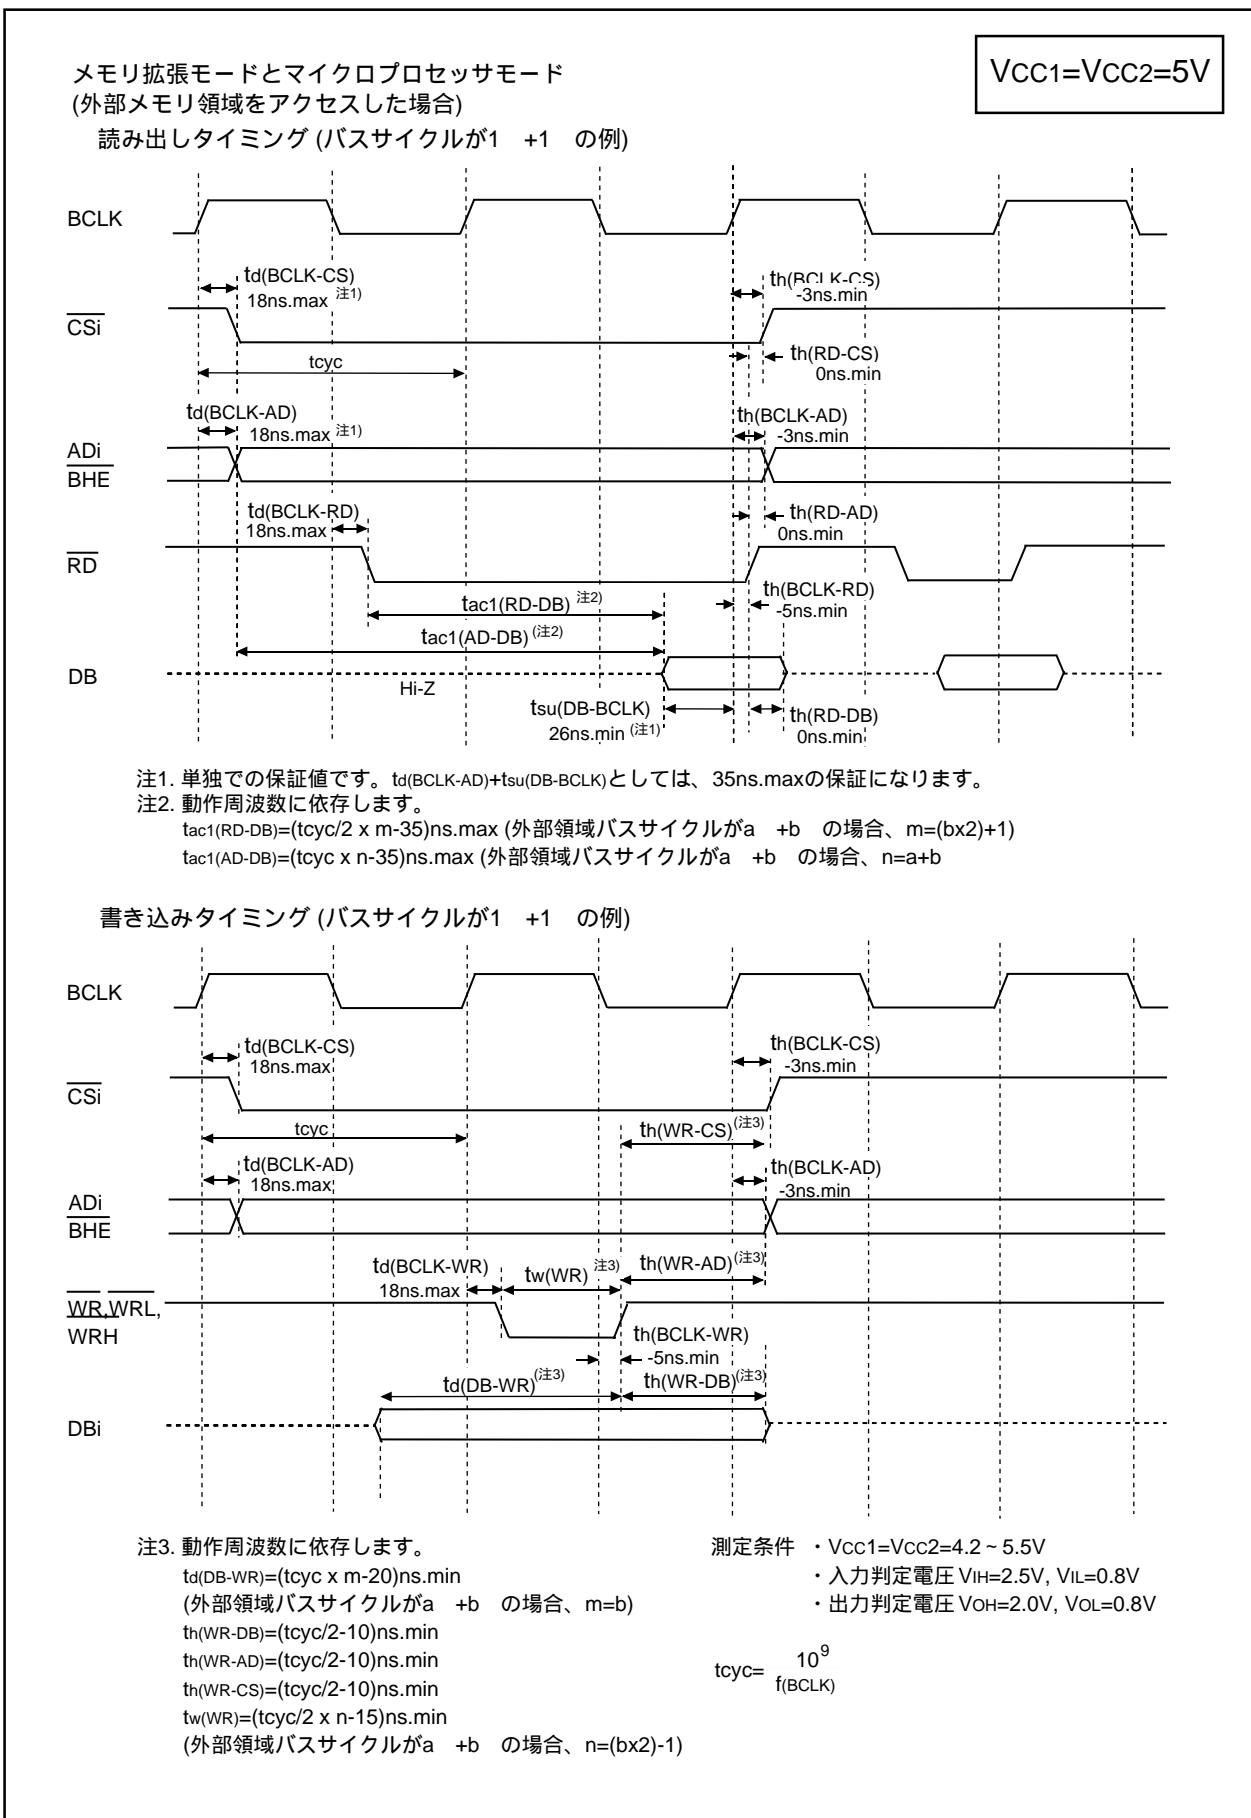 VCC1=VCC2=5V
メモリ拡張モードとマイクロプロセッサモード
(外部メモリ領域をアクセスした場合)
読み出しタイミング (バスサイクルが1 +1 の例)
BCLK
td(BCLK-CS)
18ns.max 注1)
th(BCLK-CS)
-3ns.min
CSi
th(RD-CS)
0ns.min
tcyc
td(BCLK-AD)
18ns.max 注1)
th(BCLK-AD)
-3ns.min
ADi
BHE
td(BCLK-RD)
18ns.max
th(RD-AD)
0ns.min
RD
th(BCLK-RD)
-5ns.min
tac1(RD-DB) 注2)
tac1(AD-DB) (注2)
DB
Hi-Z
tsu(DB-BCLK)
26ns.min (注1)
th(RD-DB)
0ns.min
注1. 単独での保証値です。td(BCLK-AD)+tsu(DB-BCLK)としては、35ns.maxの保証になります。
注2. 動作周波数に依存します。
tac1(RD-DB)=(tcyc/2 x m-35)ns.max (外部領域バスサイクルがa +b の場合、m=(bx2)+1)
tac1(AD-DB)=(tcyc x n-35)ns.max (外部領域バスサイクルがa +b の場合、n=a+b
書き込みタイミング (バスサイクルが1 +1 の例)
BCLK
td(BCLK-CS)
18ns.max
th(BCLK-CS)
-3ns.min
CSi
tcyc
th(WR-CS)(注3)
td(BCLK-AD)
18ns.max
th(BCLK-AD)
-3ns.min
ADi
BHE
td(BCLK-WR)
18ns.max
tw(WR) 注3)
th(WR-AD)(注3)
WR,WRL,
WRH
th(BCLK-WR)
-5ns.min
td(DB-WR)(注3)
th(WR-DB)(注3)
DBi
注3. 動作周波数に依存します。
td(DB-WR)=(tcyc x m-20)ns.min
(外部領域バスサイクルがa +b の場合、m=b)
th(WR-DB)=(tcyc/2-10)ns.min
th(WR-AD)=(tcyc/2-10)ns.min
th(WR-CS)=(tcyc/2-10)ns.min
tw(WR)=(tcyc/2 x n-15)ns.min
(外部領域バスサイクルがa +b の場合、n=(bx2)-1)
測定条件 ・VCC1=VCC2=4.2 ~ 5.5V
・入力判定電圧 VIH=2.5V, VIL=0.8V
・出力判定電圧 VOH=2.0V, VOL=0.8V
tcyc= 10^9
f(BCLK)